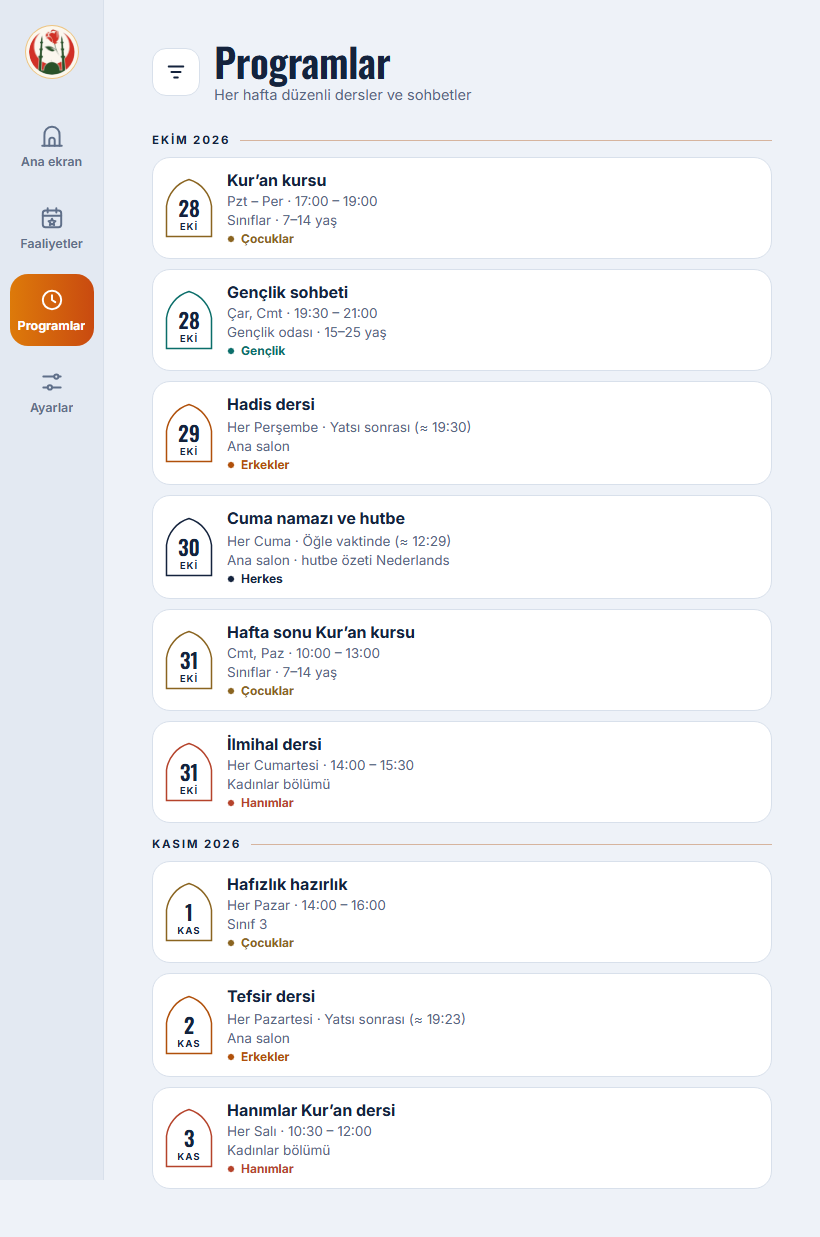 Programlar
Her hafta düzenli dersler ve sohbetler
Ana ekran
Faaliyetler
Programlar
Ayarlar
EKİM 2026
28
EKİ
Kur’an kursu
Pzt – Per · 17:00 – 19:00
Sınıflar · 7–14 yaş
Çocuklar
28
EKİ
Gençlik sohbeti
Çar, Cmt · 19:30 – 21:00
Gençlik odası · 15–25 yaş
Gençlik
29
EKİ
Hadis dersi
Her Perşembe · Yatsı sonrası (≈ 19:30)
Ana salon
Erkekler
30
EKİ
Cuma namazı ve hutbe
Her Cuma · Öğle vaktinde (≈ 12:29)
Ana salon · hutbe özeti Nederlands
Herkes
31
EKİ
Hafta sonu Kur’an kursu
Cmt, Paz · 10:00 – 13:00
Sınıflar · 7–14 yaş
Çocuklar
31
EKİ
İlmihal dersi
Her Cumartesi · 14:00 – 15:30
Kadınlar bölümü
Hanımlar
KASIM 2026
1
KAS
Hafızlık hazırlık
Her Pazar · 14:00 – 16:00
Sınıf 3
Çocuklar
2
KAS
Tefsir dersi
Her Pazartesi · Yatsı sonrası (≈ 19:23)
Ana salon
Erkekler
3
KAS
Hanımlar Kur’an dersi
Her Salı · 10:30 – 12:00
Kadınlar bölümü
Hanımlar